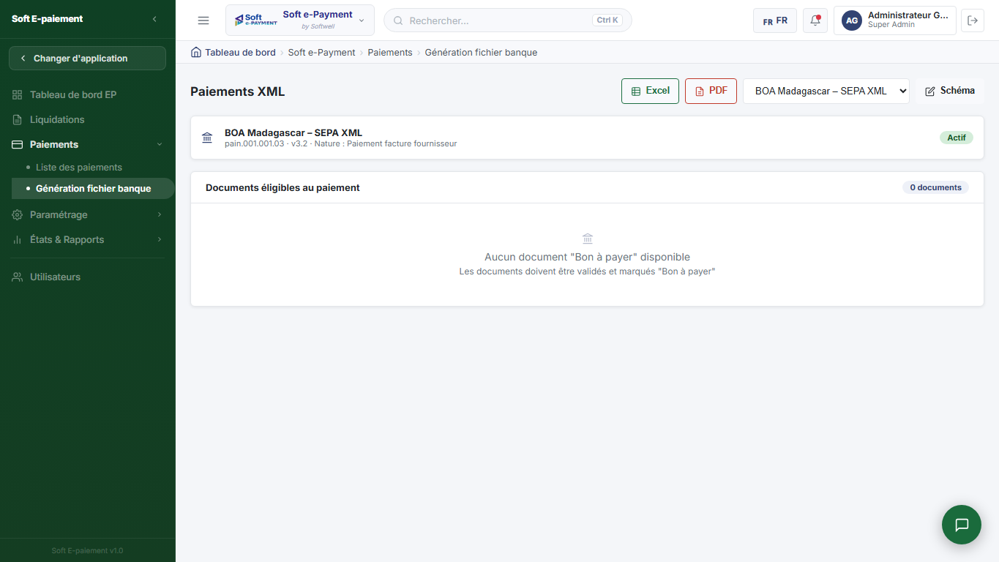 Soft E-paiement
Changer d'application
Tableau de bord EP
Liquidations
Paiements
Liste des paiements
Génération fichier banque
Paramétrage
États & Rapports
Utilisateurs
Soft E-paiement v1.0
Soft
e-PAYMENT
Soft e-Payment
by Softwell
Rechercher...
Ctrl K
FR FR
AG
Administrateur G...
Super Admin
Tableau de bord › Soft e-Payment › Paiements › Génération fichier banque
Paiements XML
Excel
PDF
BOA Madagascar – SEPA XML
Schéma
BOA Madagascar – SEPA XML
pain.001.001.03 · v3.2 · Nature : Paiement facture fournisseur
Actif
Documents éligibles au paiement
0 documents
Aucun document "Bon à payer" disponible
Les documents doivent être validés et marqués "Bon à payer"